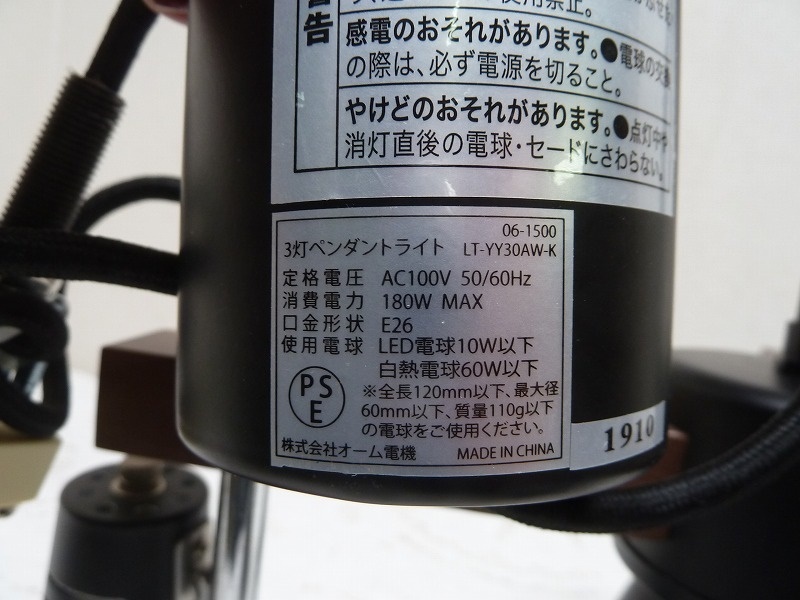 告
使用禁止。
感電のおそれがあります。●電球の交換
の際は、必ず電源を切ること。
やけどのおそれがあります。●点灯中や
消灯直後の電球・セードにさわらない。
06-1500
3灯ペンダントライト LT-YY30AW-K
定格電圧 AC100V 50/60Hz
消費電力 180W MAX
口金形状 E26
使用電球 LED電球10W以下
白熱電球60W以下
PSE
※全長120mm以下、最大径
60mm以下、質量110g以下
の電球をご使用ください。
株式会社オーム電機 MADE IN CHINA
1910